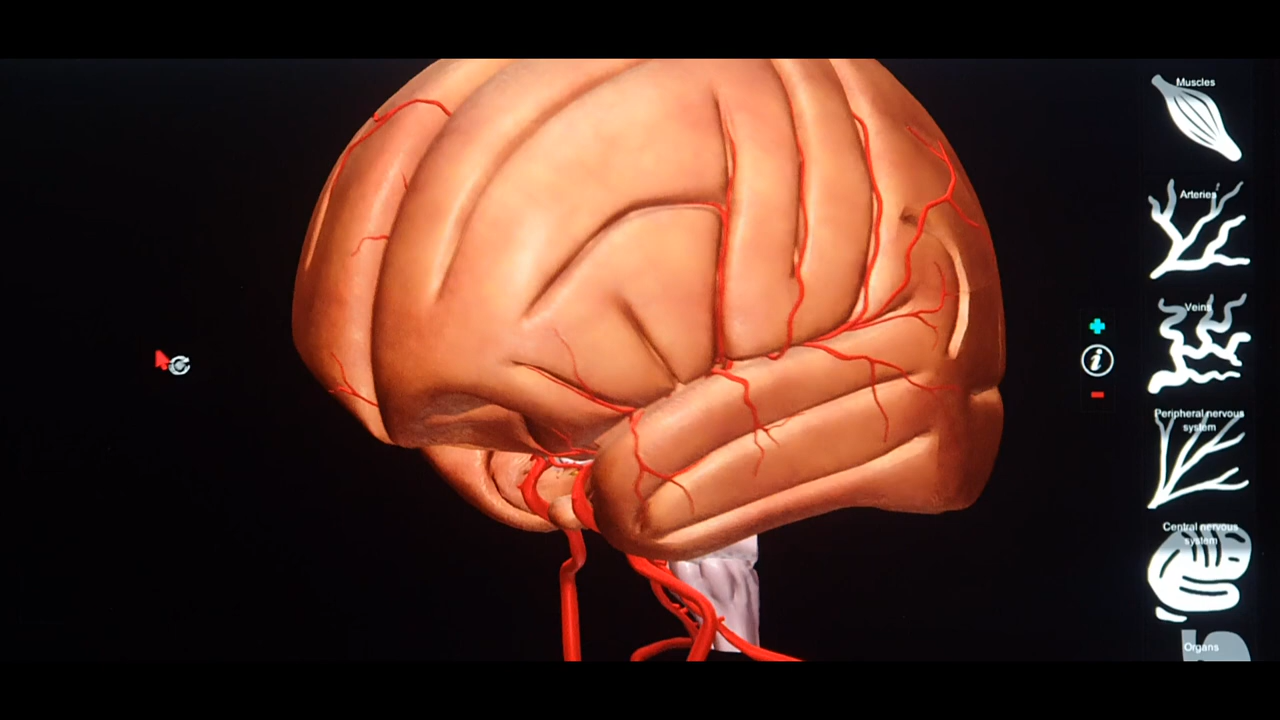 Muscles
Arteries
Veins
Peripheral nervous
system
Central nervous
system
Organs